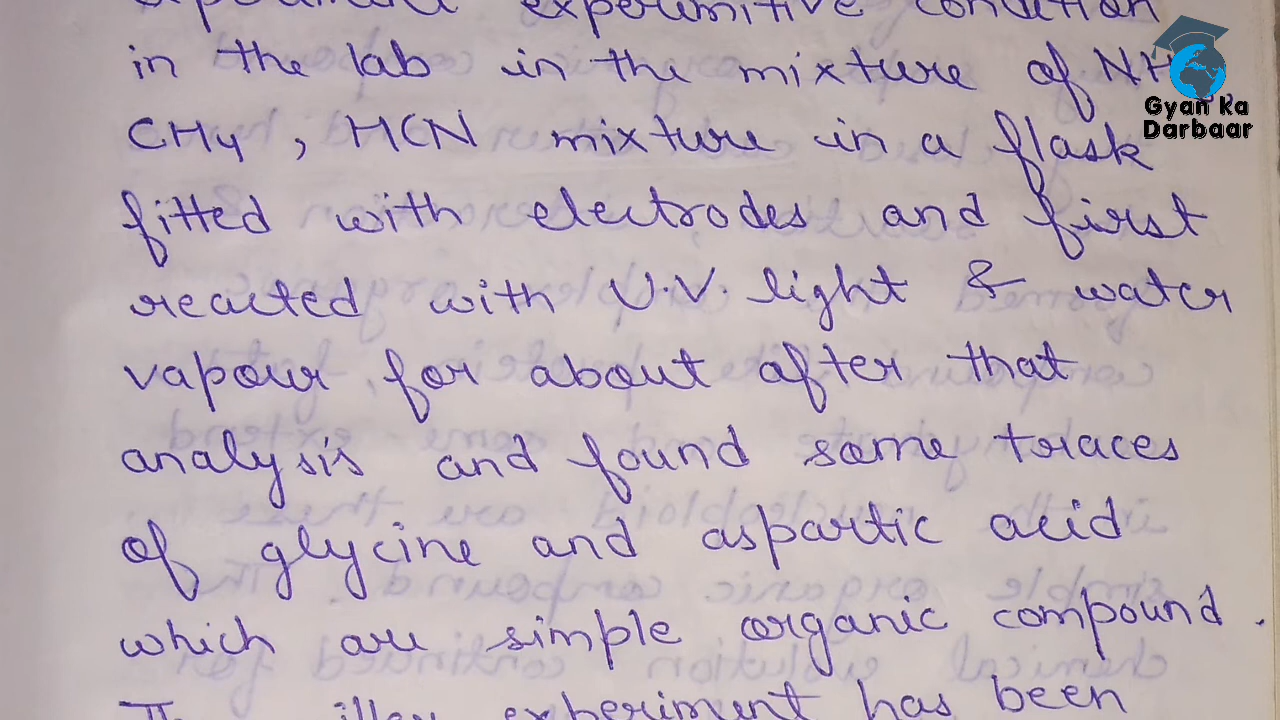 in the lab in the mixture of NH
CH4, HCN mixture in a flask
fitted with electrodes and first
reacted with U.V. light & water
vapour for about after that
analysis and found some traces
of glycine and aspartic acid
which are simple organic compound.
experiment has been
Gyan Ka
Darbaar